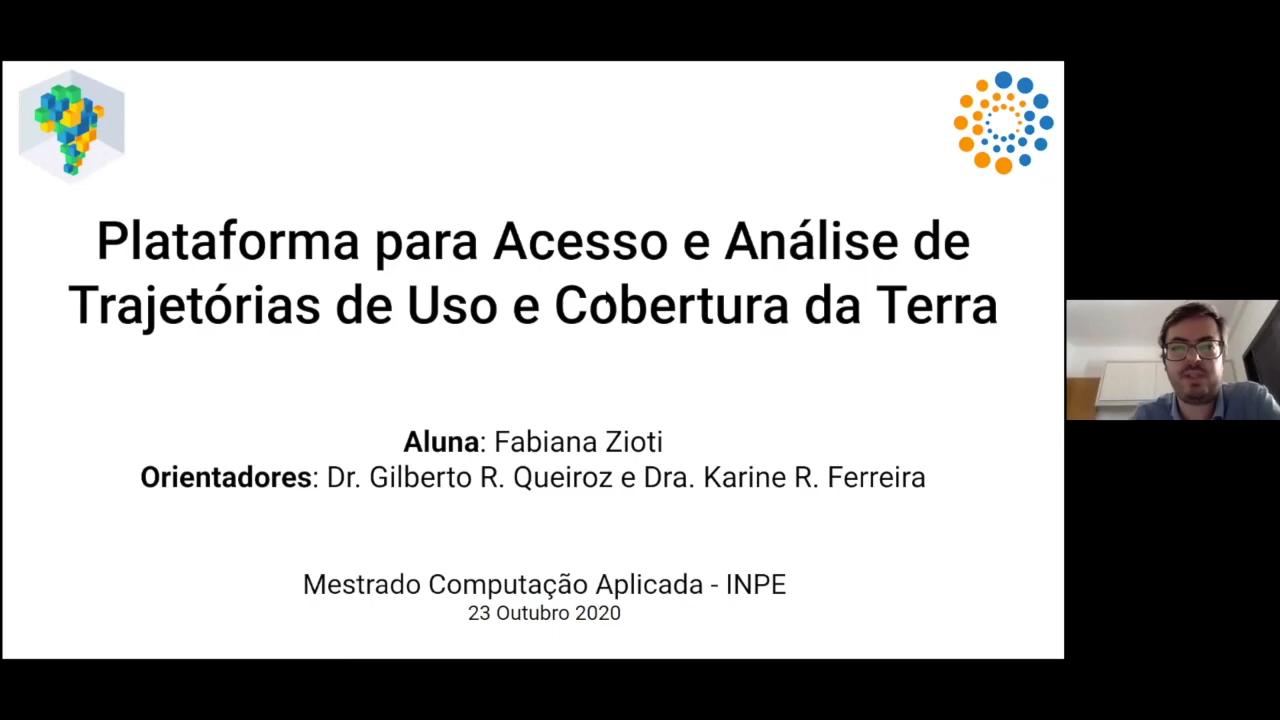 Plataforma para Acesso e Análise de
Trajetórias de Uso e Cobertura da Terra
Aluna: Fabiana Zioti
Orientadores: Dr. Gilberto R. Queiroz e Dra. Karine R. Ferreira
Mestrado Computação Aplicada - INPE
23 Outubro 2020